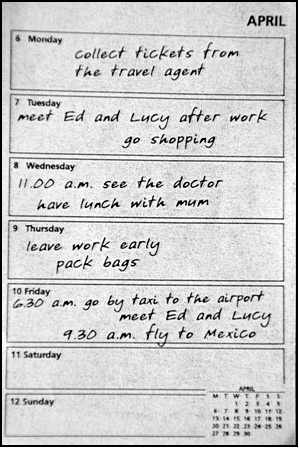 APRIL
6 Monday
collect tickets from
the travel agent
7 Tuesday
meet Ed and Lucy after work
go shopping
8 Wednesday
11.00 a.m. see the doctor
have lunch with mum
9 Thursday
leave work early
pack bags
10 Friday
6.30 a.m. go by taxi to the airport
meet Ed and Lucy
9.30 a.m. fly to Mexico
11 Saturday
12 Sunday
APRIL
M T W T F S S
1 2 3 4 5
6 7 8 9 10 11 12
13 14 15 16 17 18 19
20 21 22 23 24 25 26
27 28 29 30